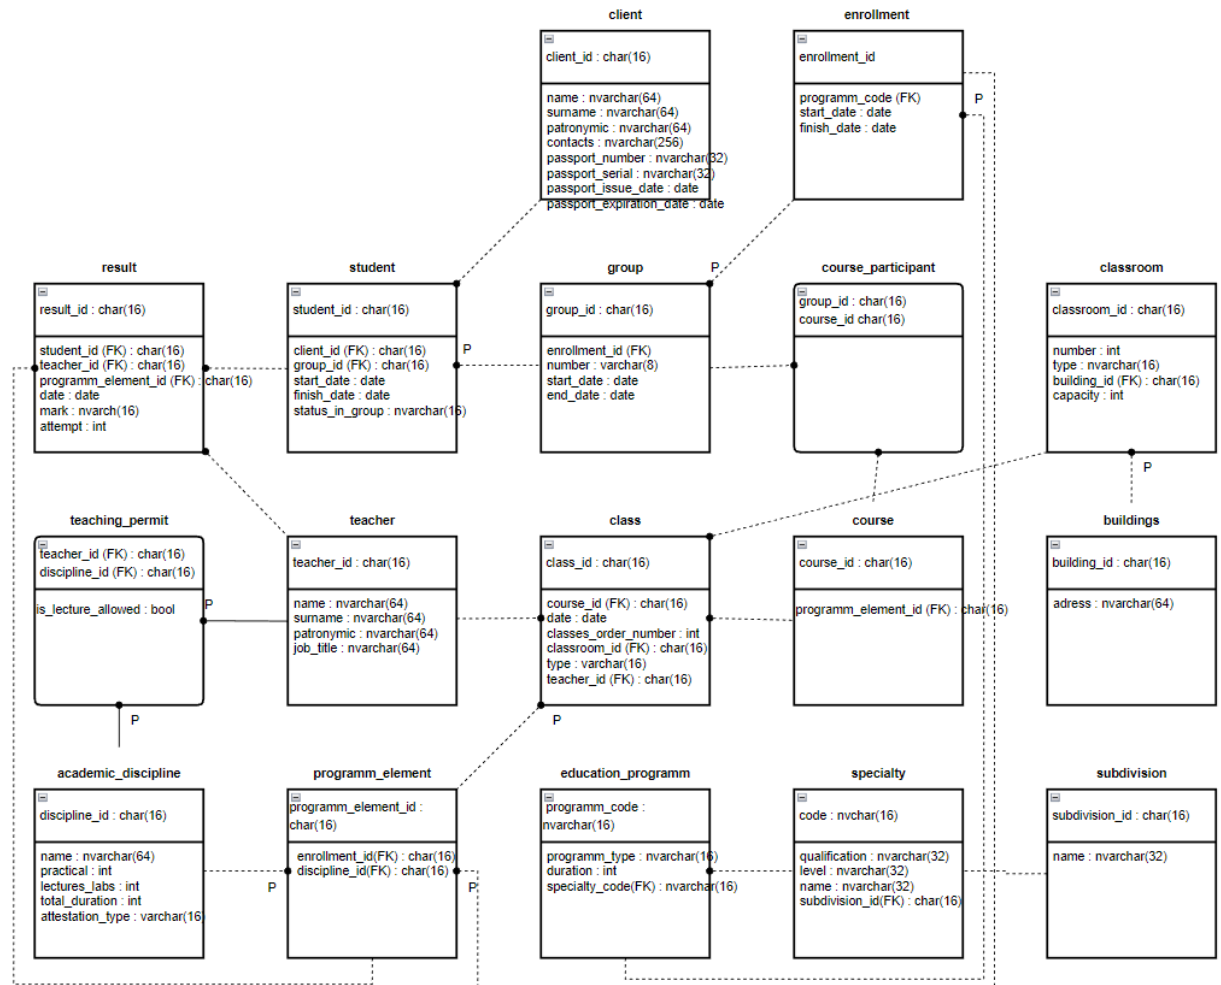 client
client_id : char(16)
name : nvarchar(64)
surname : nvarchar(64)
patronymic : nvarchar(64)
contacts : nvarchar(256)
passport_number : nvarchar(32)
passport_serial : nvarchar(32)
passport_issue_date : date
passport_expiration_date : date
enrollment
enrollment_id
programm_code (FK)
start_date : date
finish_date : date
P
result
result_id : char(16)
student_id (FK) : char(16)
teacher_id (FK) : char(16)
programm_element_id (FK) : char(16)
date : date
mark : nvarch(16)
attempt : int
student
student_id : char(16)
client_id (FK) : char(16)
group_id (FK) : char(16)
start_date : date
finish_date : date
status_in_group : nvarchar(16)
P
group
group_id : char(16)
enrollment_id (FK)
number : varchar(8)
start_date : date
end_date : date
P
course_participant
group_id : char(16)
course_id char(16)
classroom
classroom_id : char(16)
number : int
type : nvarchar(16)
building_id (FK) : char(16)
capacity : int
P
teaching_permit
teacher_id (FK) : char(16)
discipline_id (FK) : char(16)
is_lecture_allowed : bool
P
P
teacher
teacher_id : char(16)
name : nvarchar(64)
surname : nvarchar(64)
patronymic : nvarchar(64)
job_title : nvarchar(64)
class
class_id : char(16)
course_id (FK) : char(16)
date : date
classes_order_number : int
classroom_id (FK) : char(16)
type : varchar(16)
teacher_id (FK) : char(16)
P
course
course_id : char(16)
programm_element_id (FK) : char(16)
buildings
building_id : char(16)
adress : nvarchar(64)
academic_discipline
discipline_id : char(16)
name : nvarchar(64)
practical : int
lectures_labs : int
total_duration : int
attestation_type : varchar(16)
P
programm_element
programm_element_id :
char(16)
enrollment_id(FK) : char(16)
discipline_id(FK) : char(16)
P
education_programm
programm_code :
nvarchar(16)
programm_type : nvarchar(16)
duration : int
specialty_code(FK) : nvarchar(16)
specialty
code : nvchar(16)
qualification : nvarchar(32)
level : nvarchar(32)
name : nvarchar(32)
subdivision_id(FK) : char(16)
subdivision
subdivision_id : char(16)
name : nvarchar(32)